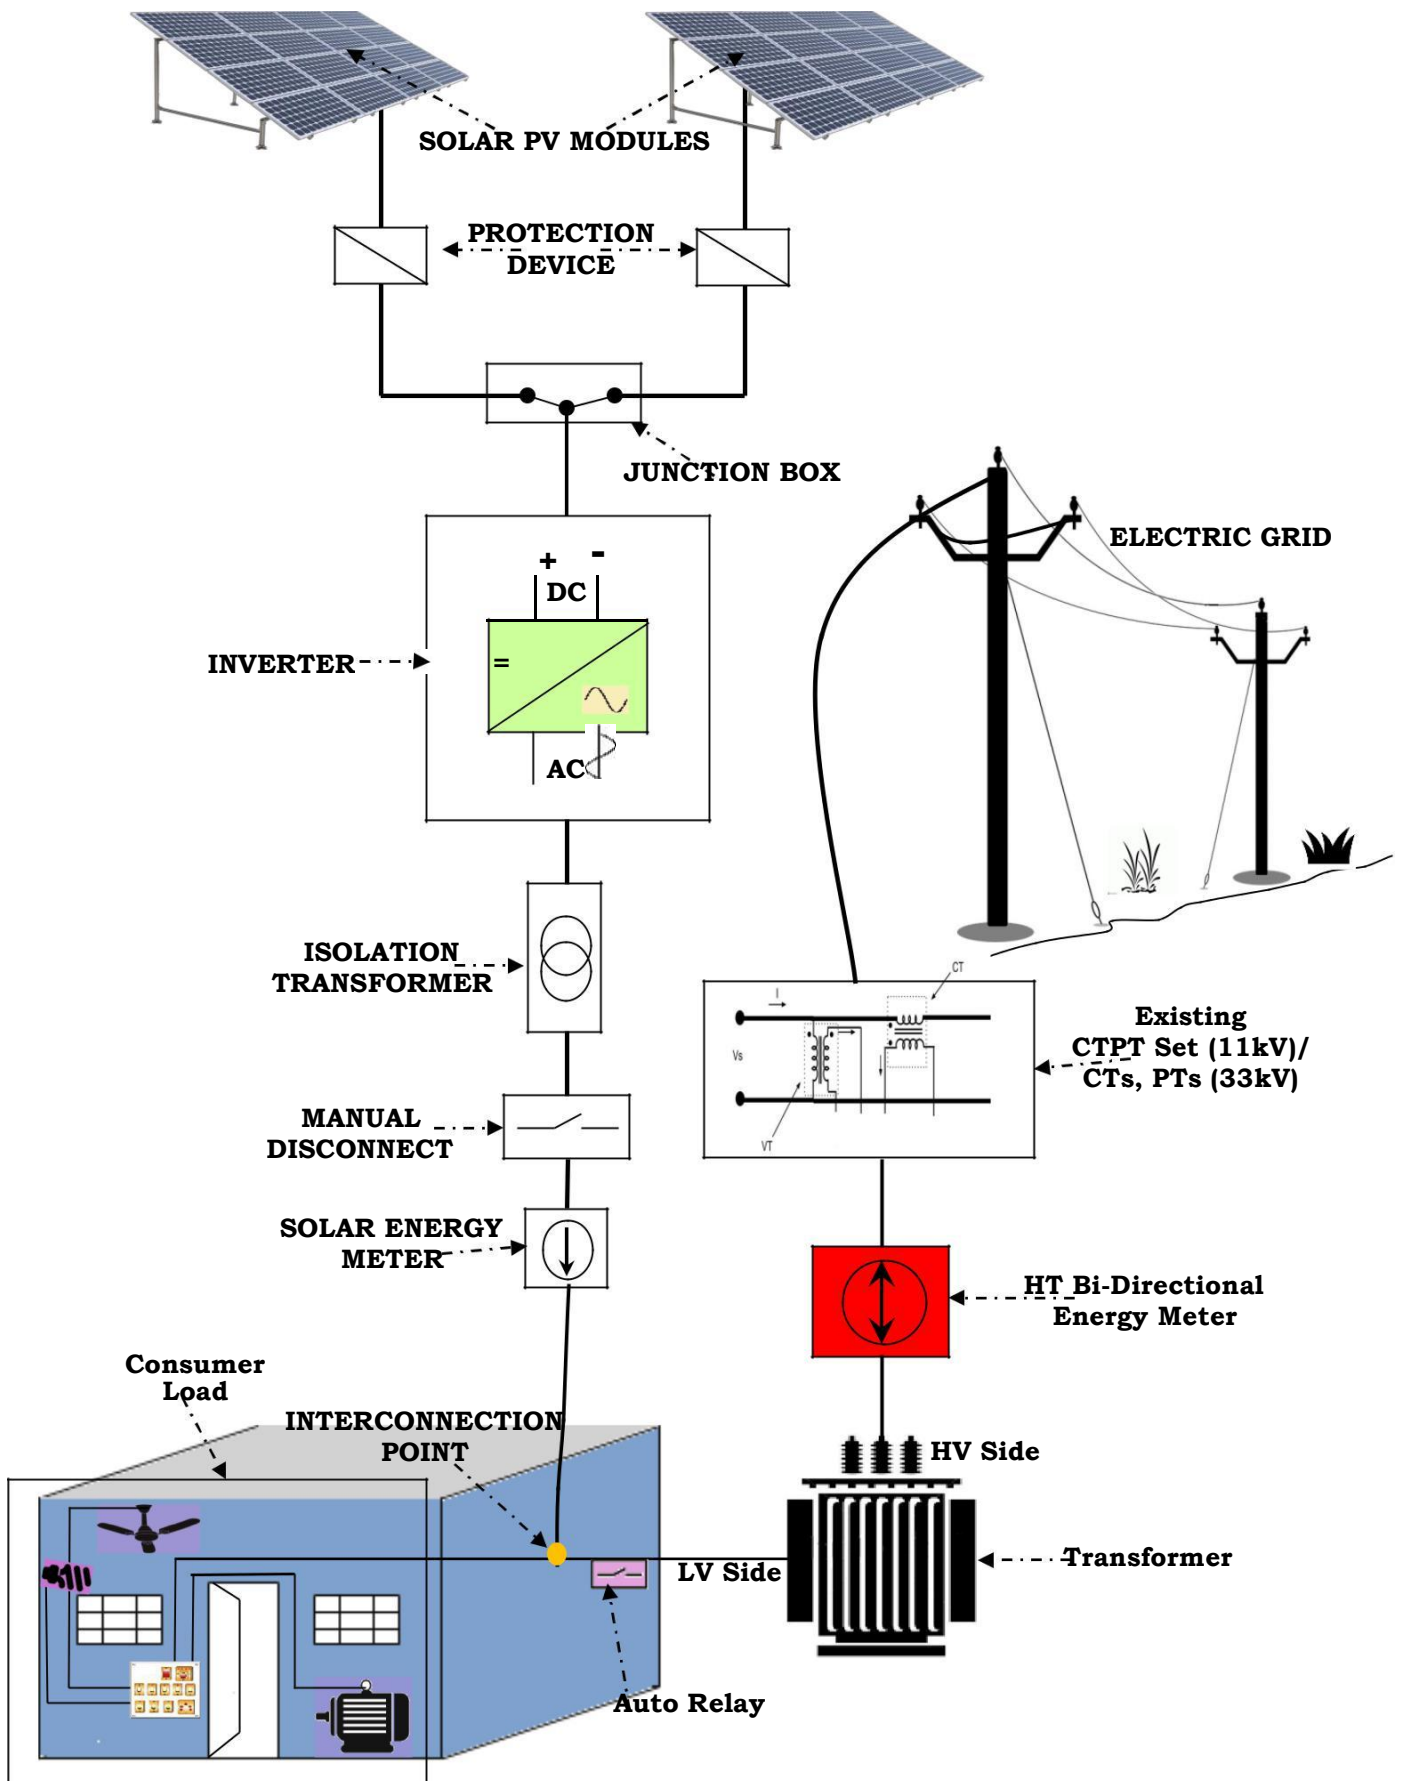 SOLAR PV MODULES
PROTECTION
DEVICE
JUNCTION BOX
ELECTRIC GRID
+ -
DC
INVERTER
=
AC
ISOLATION
TRANSFORMER
CT
I
Vs
VT
Existing
CTPT Set (11kV)/
CTs, PTs (33kV)
MANUAL
DISCONNECT
SOLAR ENERGY
METER
HT Bi-Directional
Energy Meter
Consumer
Load
INTERCONNECTION
POINT
HV Side
LV Side
Transformer
Auto Relay